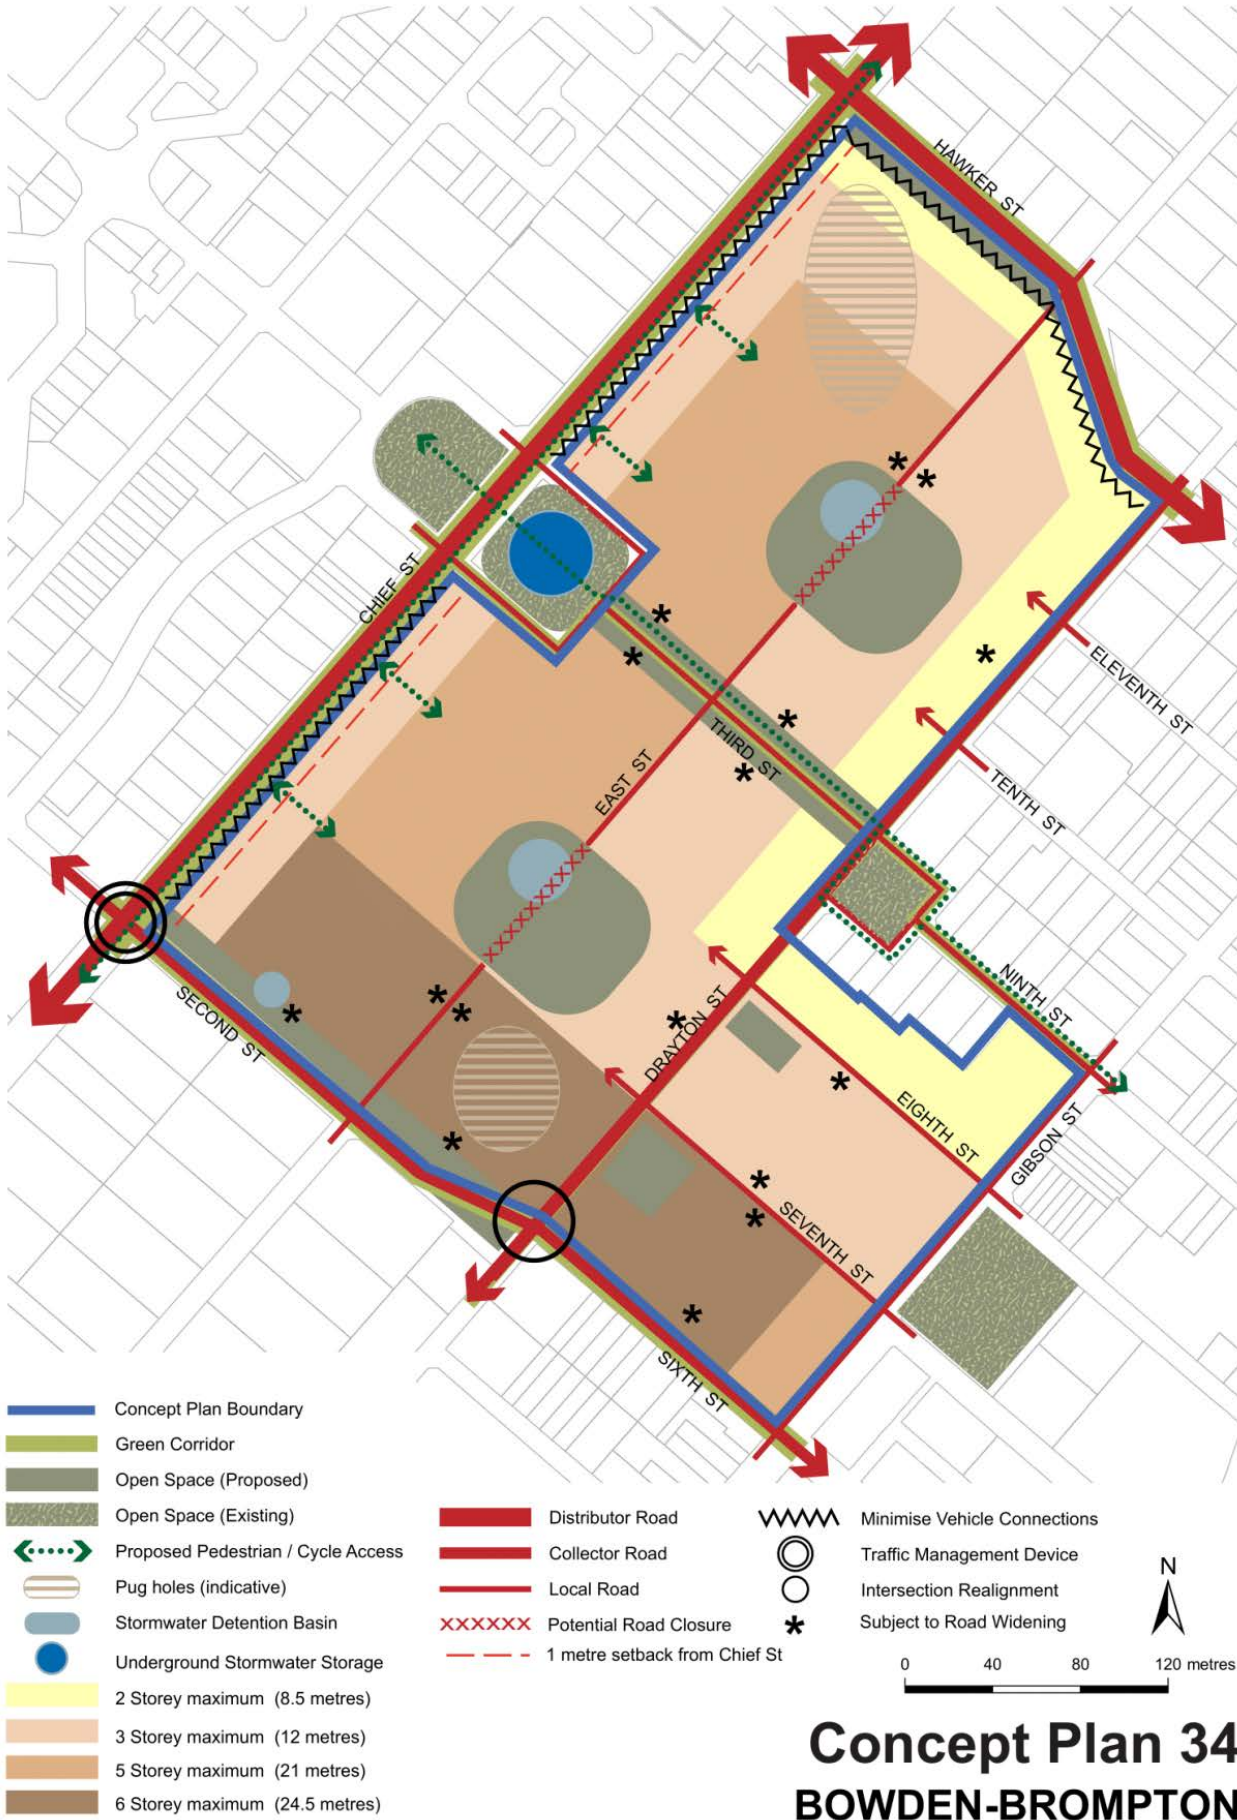 HAWKER ST
CHIEF ST
ELEVENTH ST
THIRD ST
EAST ST
TENTH ST
NINTH ST
SECOND ST
DRAYTON ST
EIGHTH ST
GIBSON ST
SEVENTH ST
SIXTH ST
Concept Plan Boundary
Green Corridor
Open Space (Proposed)
Open Space (Existing)
Proposed Pedestrian / Cycle Access
Pug holes (indicative)
Stormwater Detention Basin
Underground Stormwater Storage
2 Storey maximum (8.5 metres)
3 Storey maximum (12 metres)
5 Storey maximum (21 metres)
6 Storey maximum (24.5 metres)
Distributor Road
Collector Road
Local Road
Potential Road Closure
1 metre setback from Chief St
Minimise Vehicle Connections
Traffic Management Device
Intersection Realignment
Subject to Road Widening
N
0 40 80 120 metres
Concept Plan 34
BOWDEN-BROMPTON